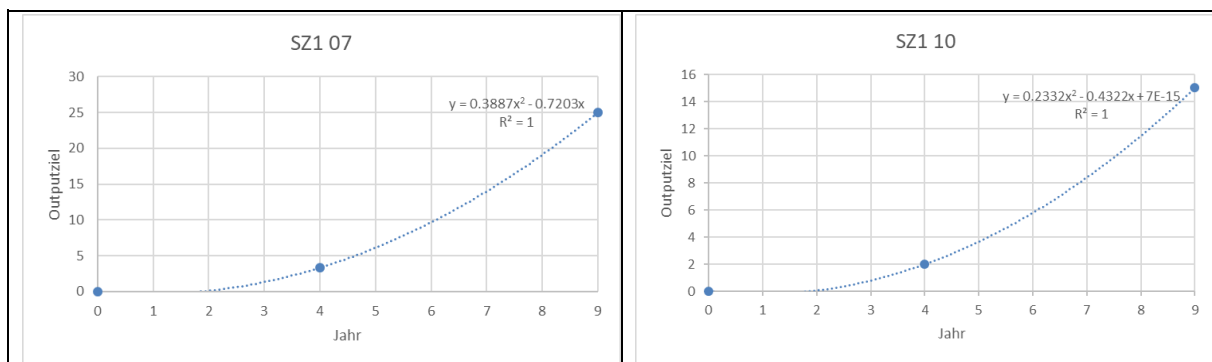 SZ1 07
30
25
20
15
10
5
0
0 1 2 3 4 5 6 7 8 9
Outputziel
Jahr
y = 0.3887x² - 0.7203x
R² = 1
SZ1 10
16
14
12
10
8
6
4
2
0
0 1 2 3 4 5 6 7 8 9
Outputziel
Jahr
y = 0.2332x² - 0.4322x + 7E-15
R² = 1